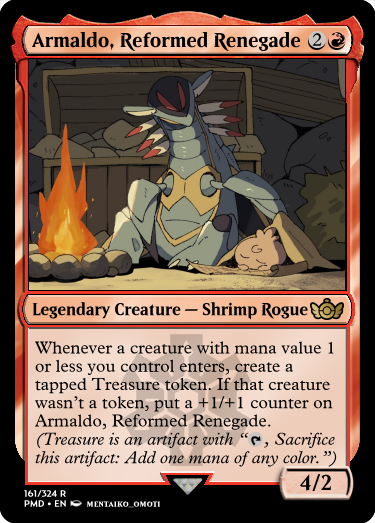 Armaldo, Reformed Renegade 2
Legendary Creature — Shrimp Rogue
Whenever a creature with mana value 1
or less you control enters, create a
tapped Treasure token. If that creature
wasn't a token, put a +1/+1 counter on
Armaldo, Reformed Renegade.
(Treasure is an artifact with “, Sacrifice
this artifact: Add one mana of any color.”)
4/2
161/324 R
PMD • EN MENTAIKO_OMOTI